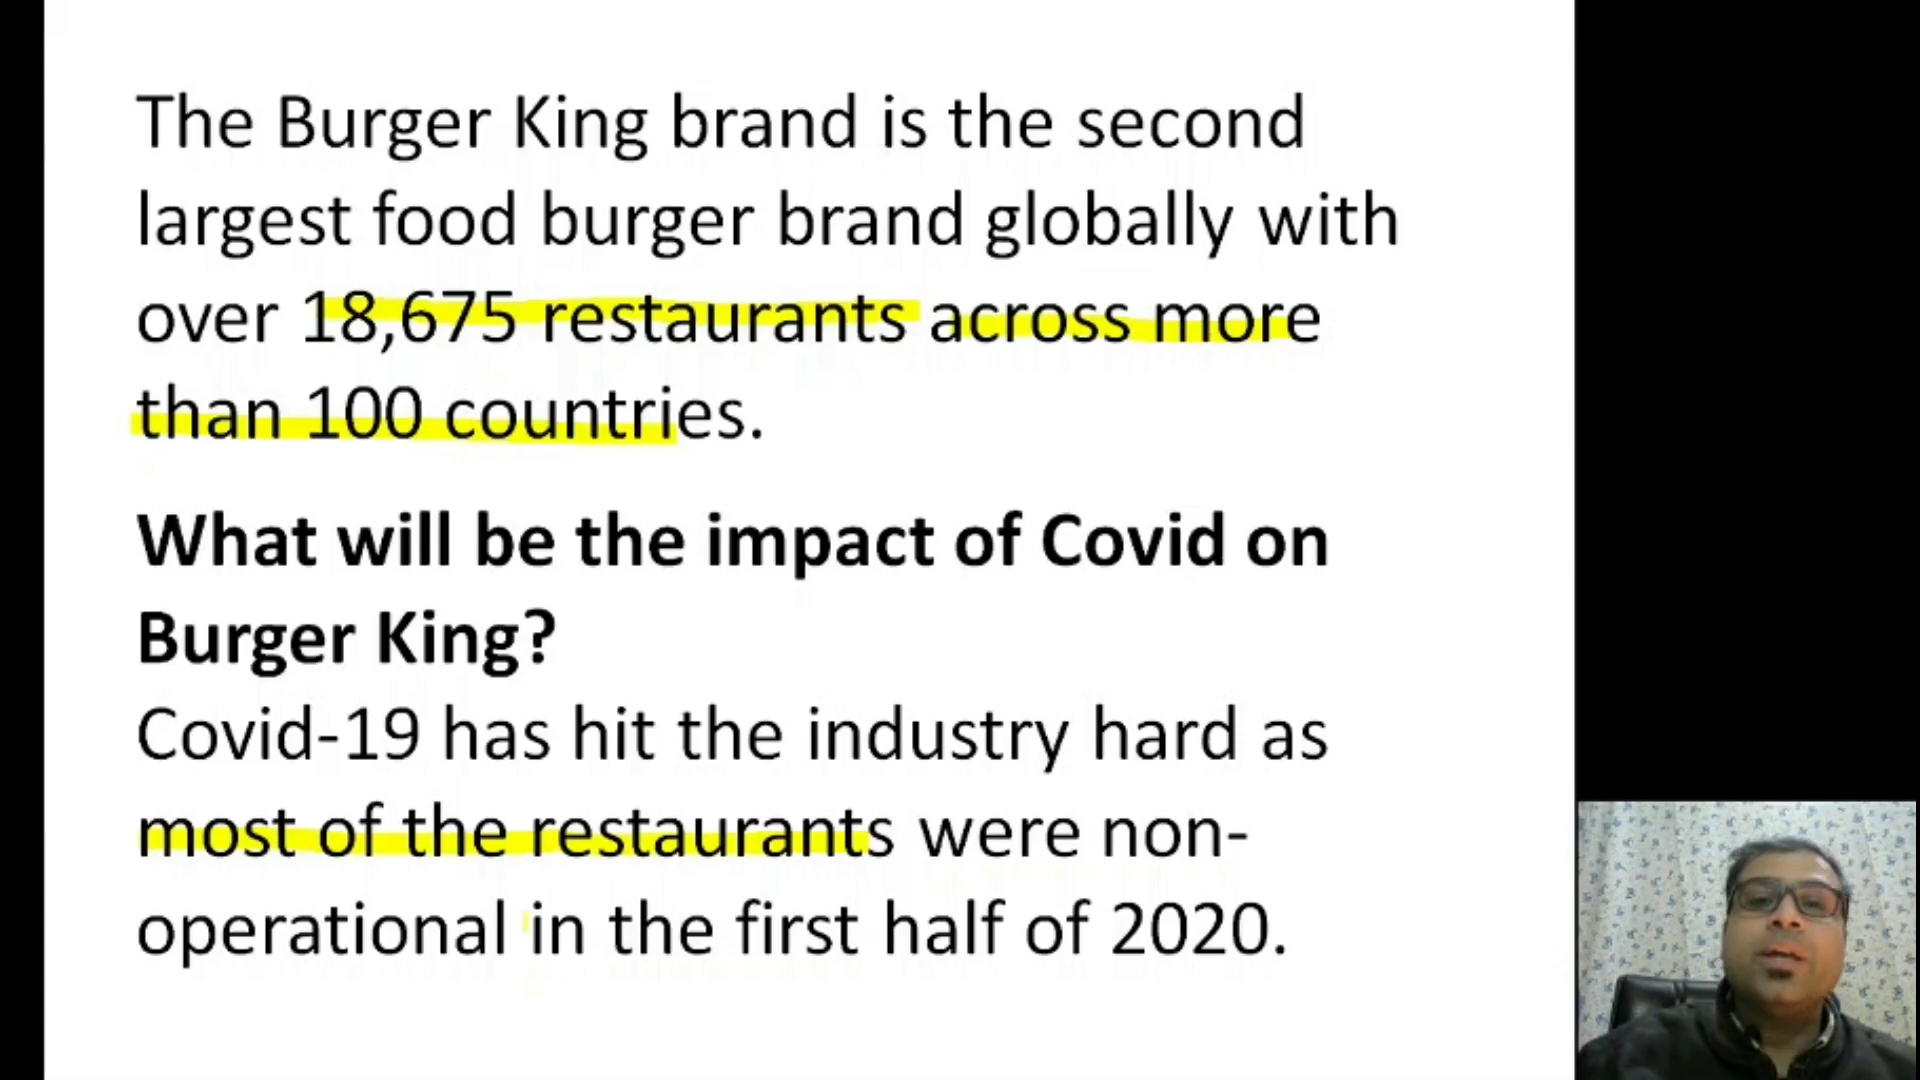 The Burger King brand is the second
largest food burger brand globally with
over 18,675 restaurants across more
than 100 countries.
What will be the impact of Covid on
Burger King?
Covid-19 has hit the industry hard as
most of the restaurants were non-
operational in the first half of 2020.